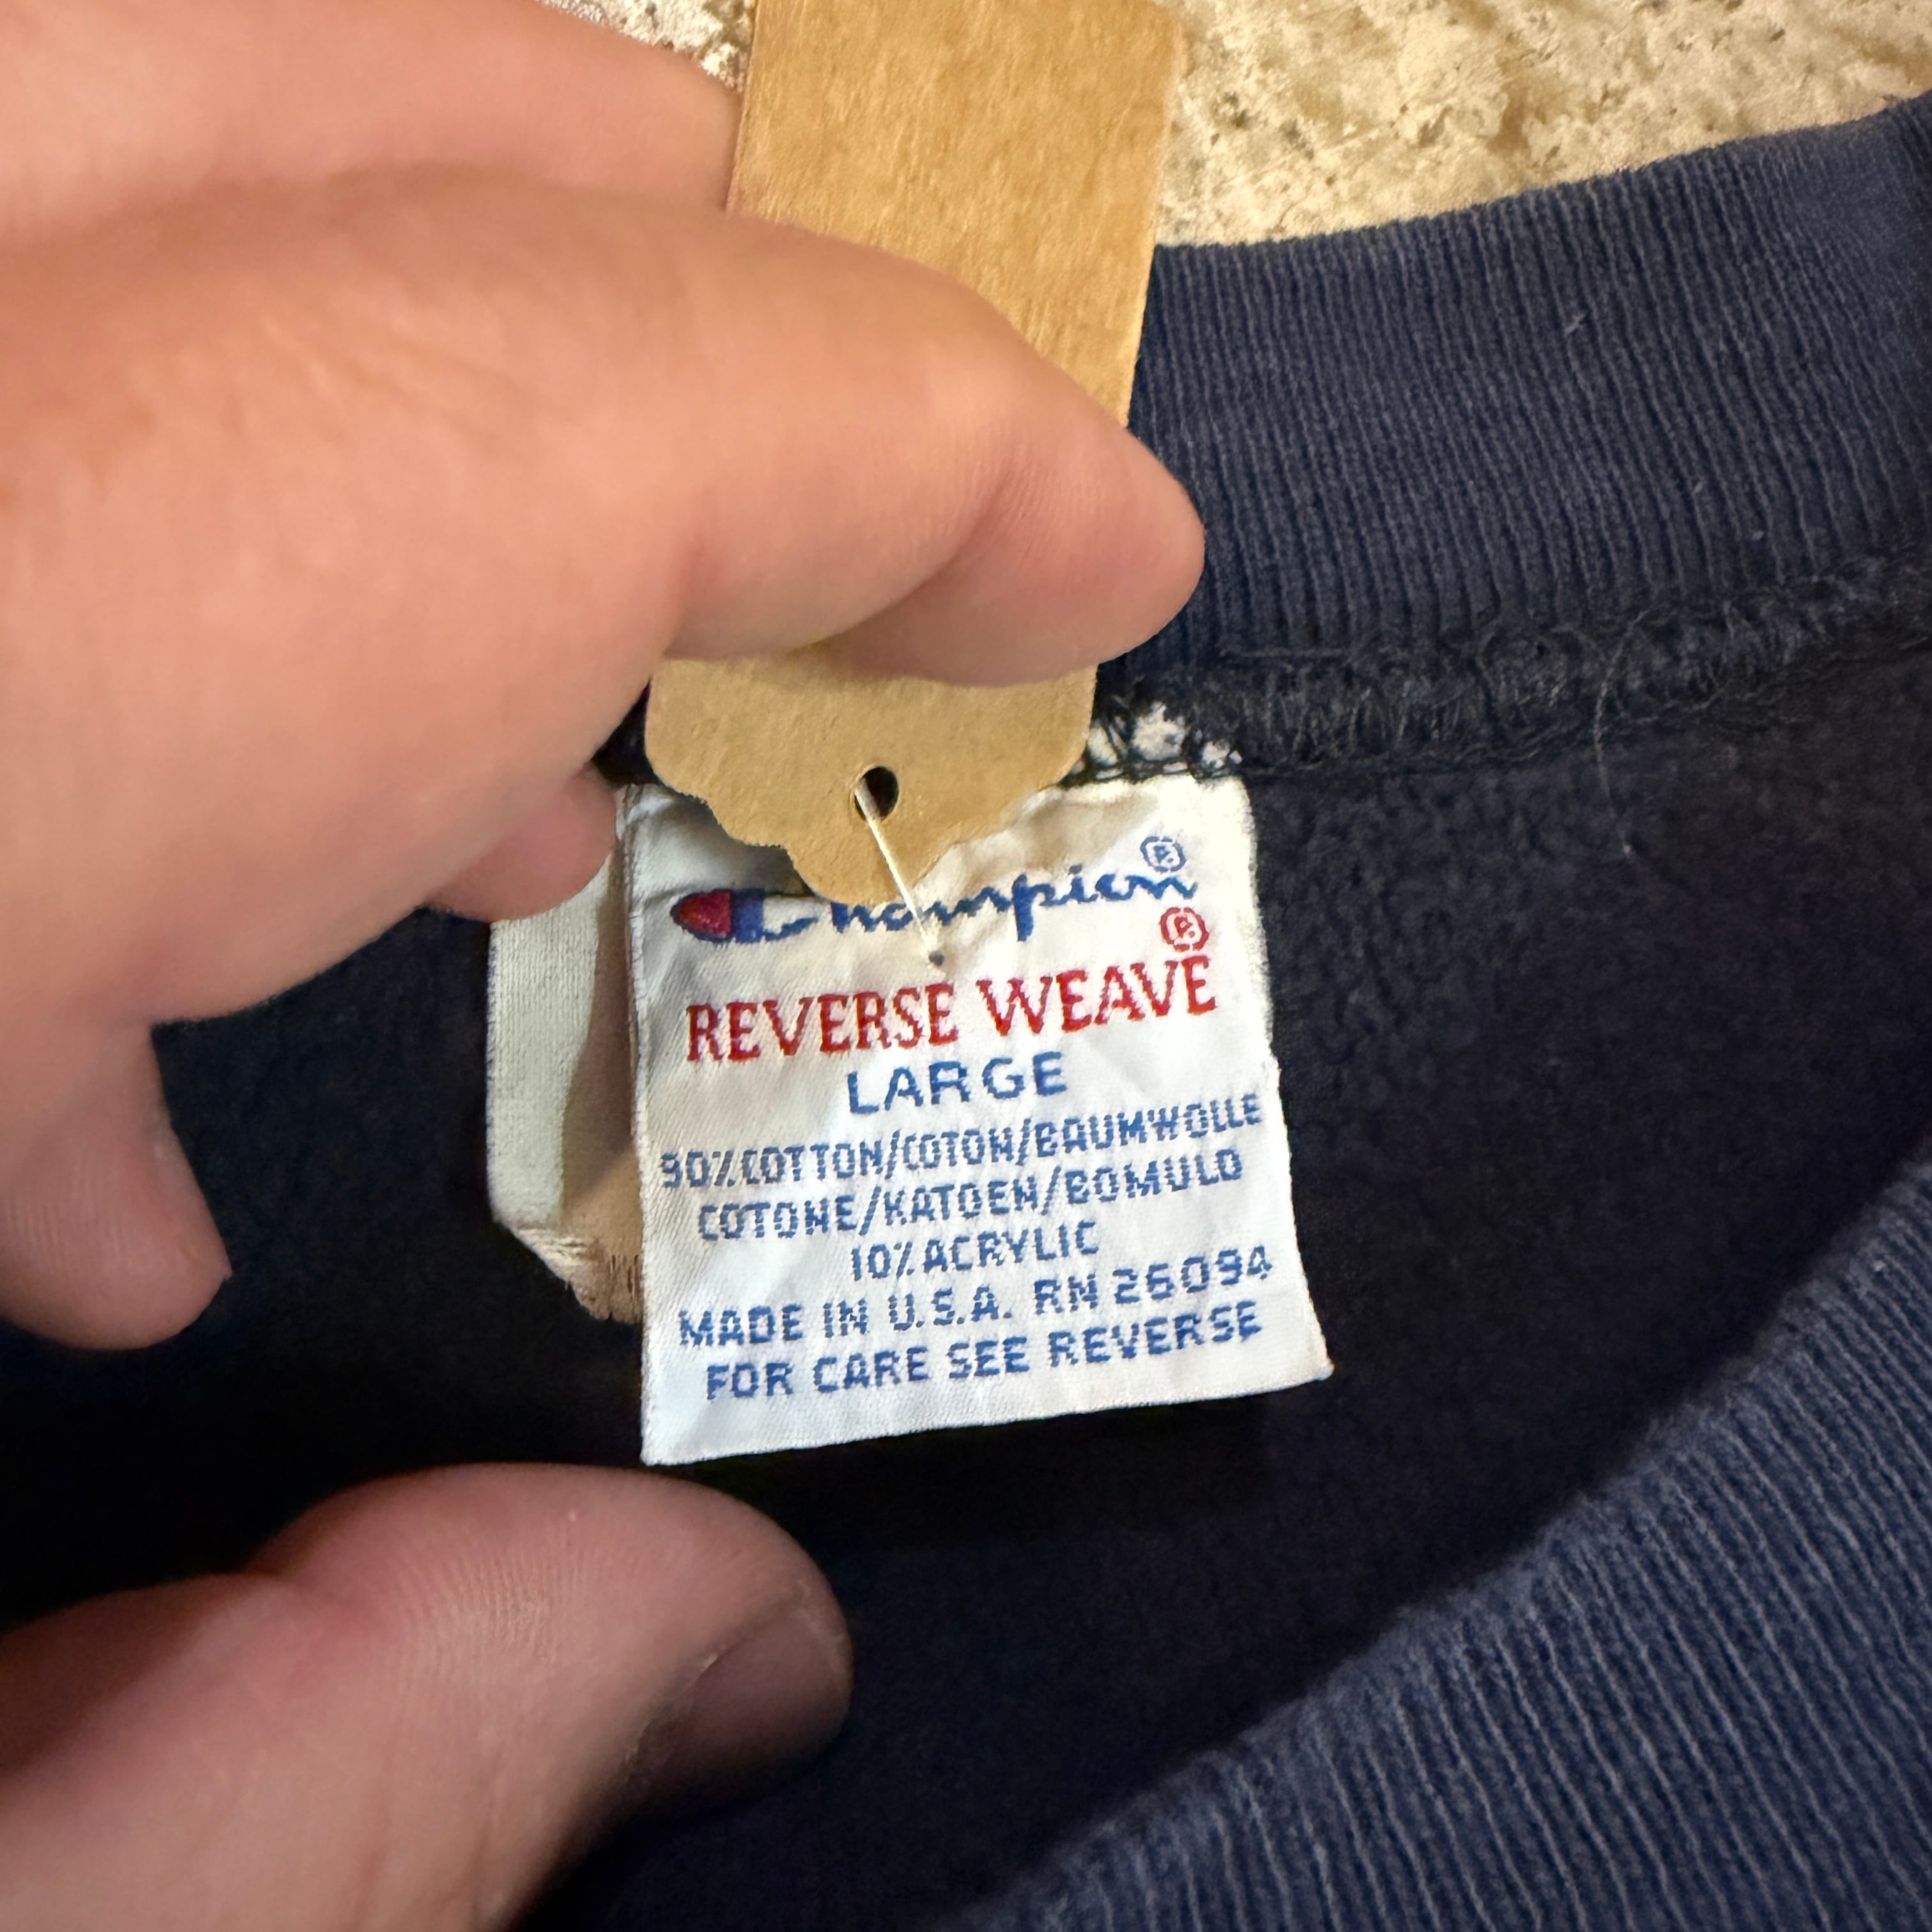 Champion®
REVERSE WEAVE®
LARGE
90% COTTON/COTON/BAUMWOLLE
COTONE/KATOEN/BOMULD
10% ACRYLIC
MADE IN U.S.A. RN 26094
FOR CARE SEE REVERSE